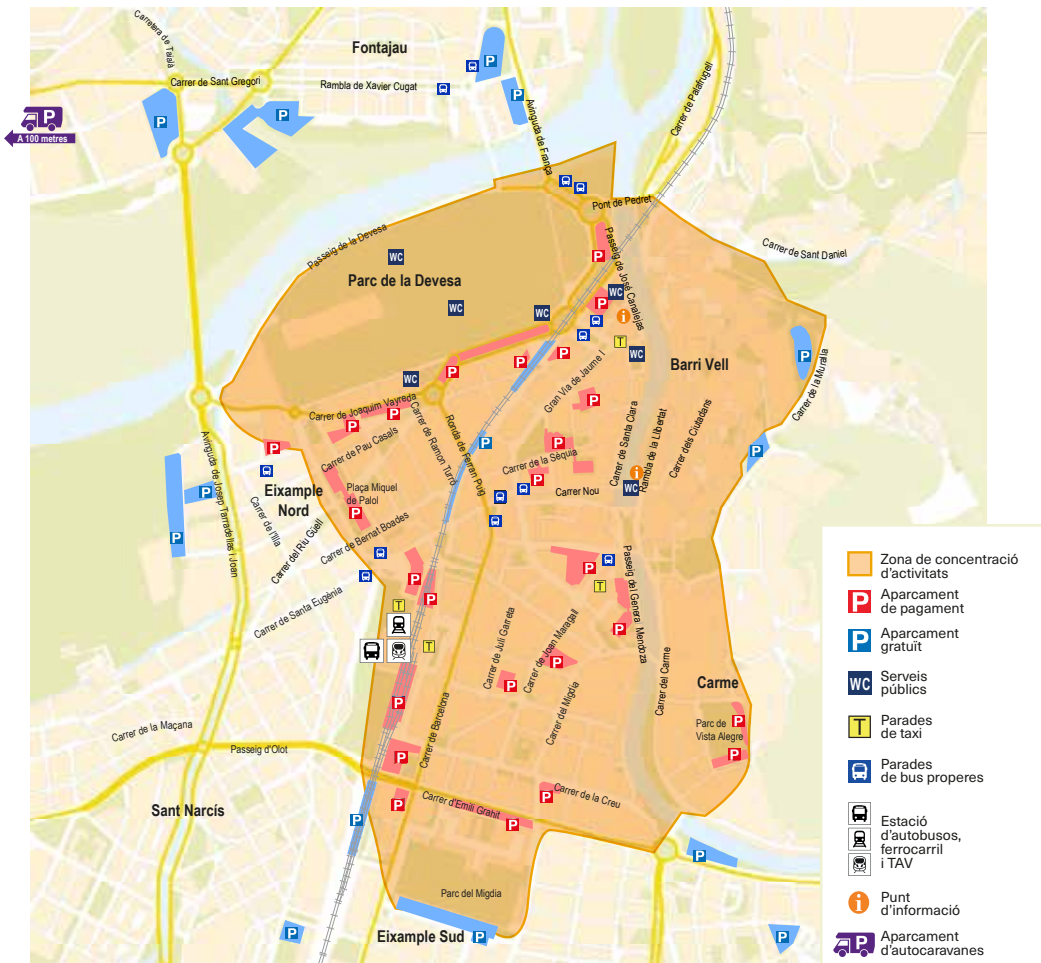 Carretera de Taialà
Fontajau
Carrer de Sant Gregori
Rambla de Xavier Cugat
P
A 100 metres
Avinguda de França
Carrer de Palafrugell
Pont de Pedret
Passeig de la Devesa
Passeig de José Canalejas
Carrer de Sant Daniel
WC
Parc de la Devesa
Barri Vell
Gran Via de Jaume I
Carrer de la Muralla
Carrer de Joaquim Vayreda
Carrer de Pau Casals
Carrer de Ramon Turró
Ronda de Ferran Puig
Carrer de Santa Clara
Rambla de la Llibertat
Carrer dels Ciutadans
Carrer de la Sèquia
Carrer Nou
Avinguda de Josep Tarradellas i Joan
Eixample
Nord
Plaça Miquel
de Palol
Carrer de l'Illa
Carrer del Riu Güell
Carrer de Bernat Boades
Carrer de Santa Eugènia
Passeig del Genera Mendoza
Carrer de Juli Garreta
Carrer de Joan Maragall
Carrer del Migdia
Carrer del Carme
Carme
Parc de
Vista Alegre
Carrer de la Maçana
Passeig d'Olot
Carrer de Barcelona
Sant Narcís
Carrer d'Emili Grahit
Carrer de la Creu
Parc del Migdia
Eixample Sud
Zona de concentració
d'activitats
P Aparcament
de pagament
P Aparcament
gratuït
WC Serveis
públics
T Parades
de taxi
Parades
de bus properes
Estació
d'autobusos,
ferrocarril
i TAV
i Punt
d'informació
P Aparcament
d'autocaravanes